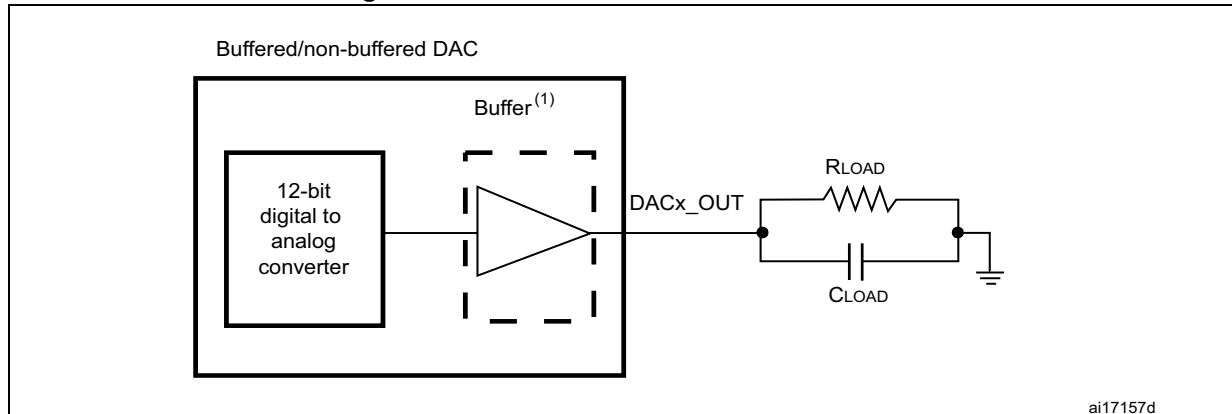 Buffered/non-buffered DAC
Buffer(1)
12-bit
digital to
analog
converter
DACx_OUT
RLOAD
CLOAD
ai17157d